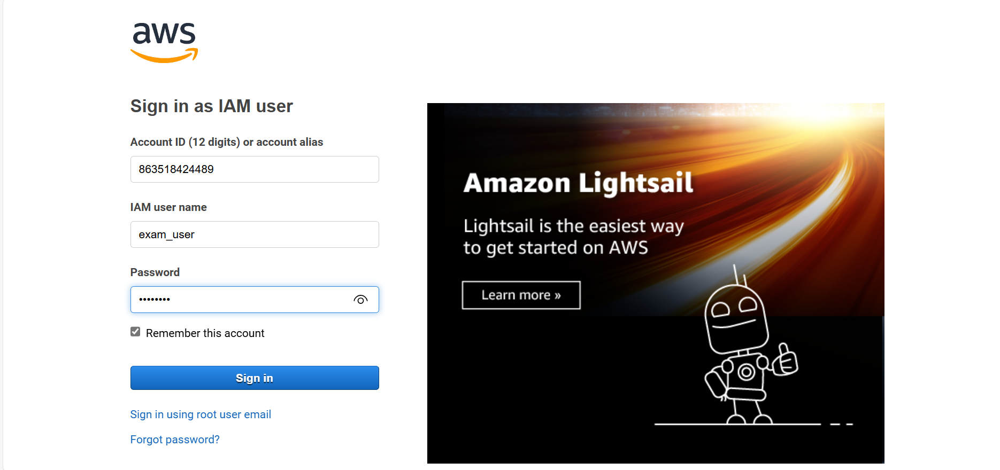 aws
Sign in as IAM user
Account ID (12 digits) or account alias
863518424489
IAM user name
exam_user
Password
••••••••
Remember this account
Sign in
Sign in using root user email
Forgot password?
Amazon Lightsail
Lightsail is the easiest way
to get started on AWS
Learn more »